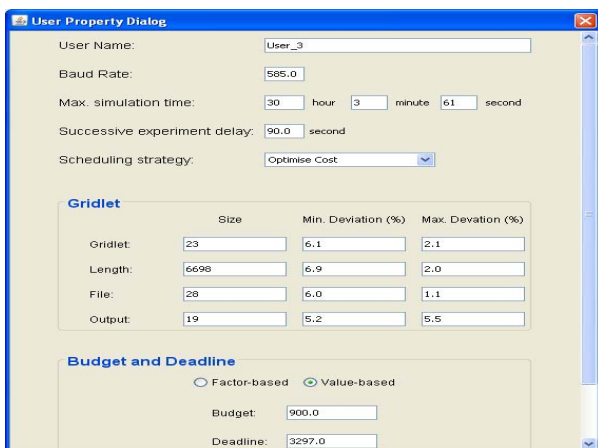 User Property Dialog
User Name: User_3
Baud Rate: 585.0
Max. simulation time: 30 hour 3 minute 61 second
Successive experiment delay: 90.0 second
Scheduling strategy: Optimise Cost
Gridlet
Size Min. Deviation (%) Max. Devation (%)
Gridlet: 23 6.1 2.1
Length: 6698 6.9 2.0
File: 28 6.0 1.1
Output: 19 5.2 5.5
Budget and Deadline
Factor-based Value-based
Budget: 900.0
Deadline: 3297.0